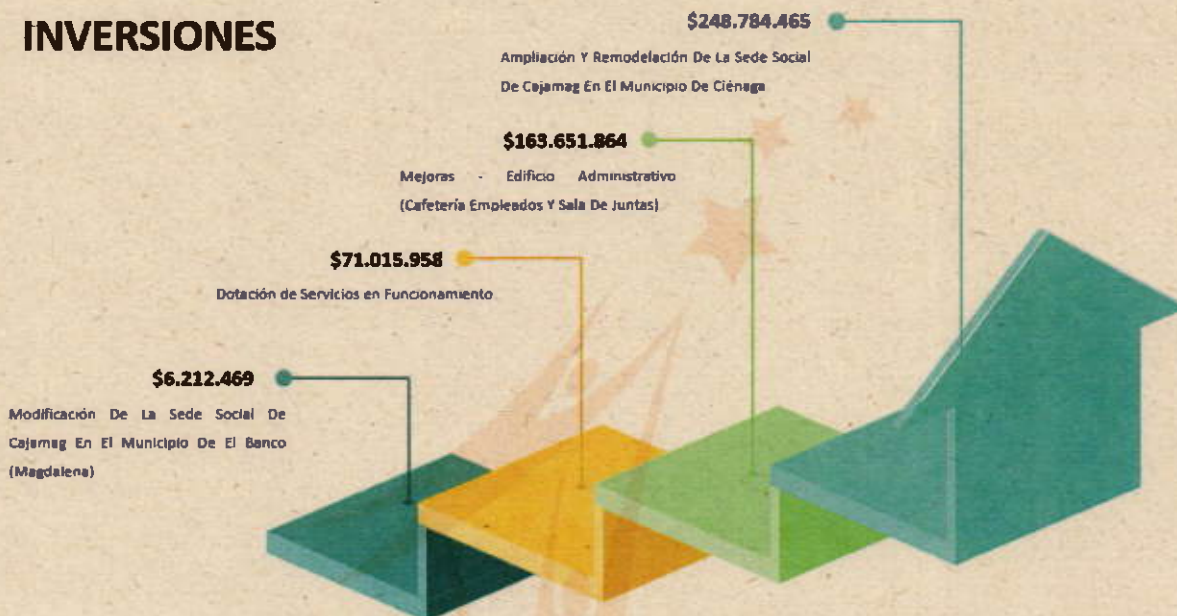 INVERSIONES
$248.784.465
Ampliación Y Remodelación De La Sede Social
De Cajamag En El Municipio De Ciénaga
$163.651.864
Mejoras - Edificio Administrativo
(Cafetería Empleados Y Sala De Juntas)
$71.015.958
Dotación de Servicios en Funcionamiento
$6.212.469
Modificación De La Sede Social De
Cajamag En El Municipio De El Banco
(Magdalena)